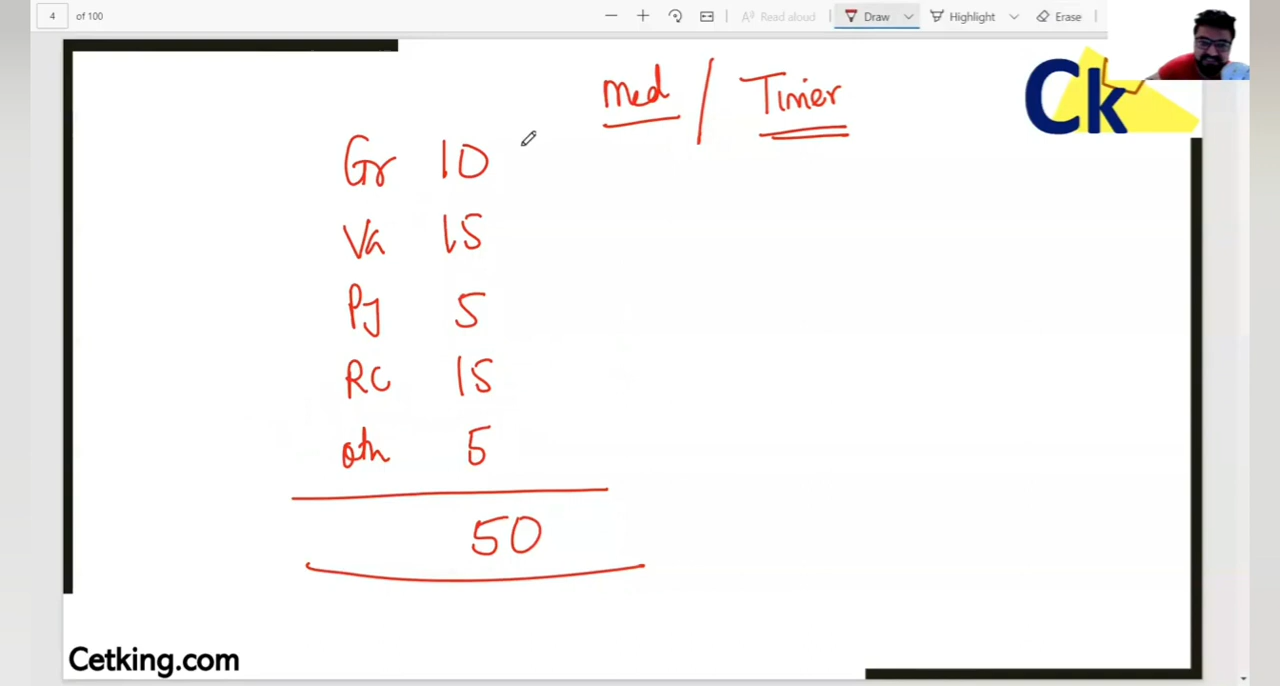 4 of 100 Read aloud Draw Highlight Erase
Med / Timer
Ck
Gr 10
Va 15
PJ 5
RC 15
oth 5
50
Cetking.com